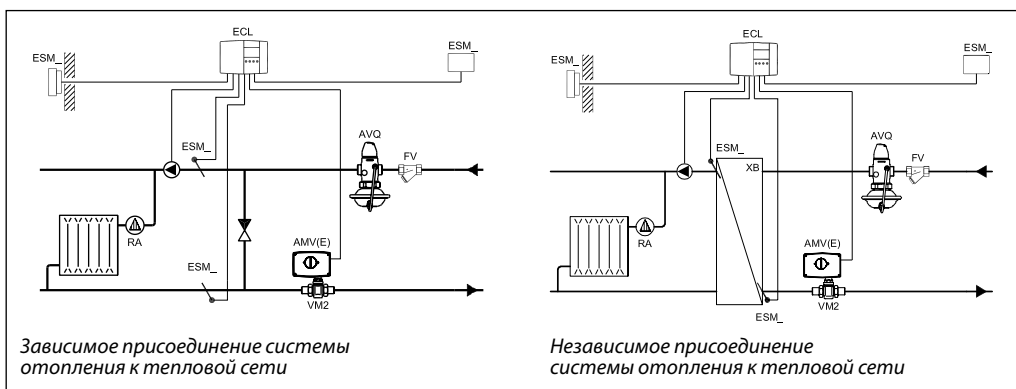 ECL
ESM_
ESM_
ESM_
AVQ
FV
RA
ESM_
AMV(E)
VM2
Зависимое присоединение системы
отопления к тепловой сети
ECL
ESM_
ESM_
ESM_
XB
AVQ
FV
RA
AMV(E)
VM2
ESM_
Независимое присоединение
системы отопления к тепловой сети